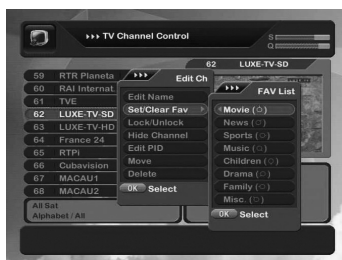 TV Channel Control
S
Q
62 LUXE-TV-SD
59 RTR Planeta
60 RAI Internat
61 TVE
62 LUXE-TV-SD
63 LUXE-TV-HD
64 France 24
65 RTPi
66 Cubavision
67 MACAU1
68 MACAU2
All Sat
Alphabet / All
Edit Ch
Edit Name
Set/Clear Fav
Lock/Unlock
Hide Channel
Edit PID
Move
Delete
OK Select
FAV List
Movie (☆)
News (○)
Sports (○)
Music (○)
Children (○)
Drama (○)
Family (○)
Misc. (○)
OK Select